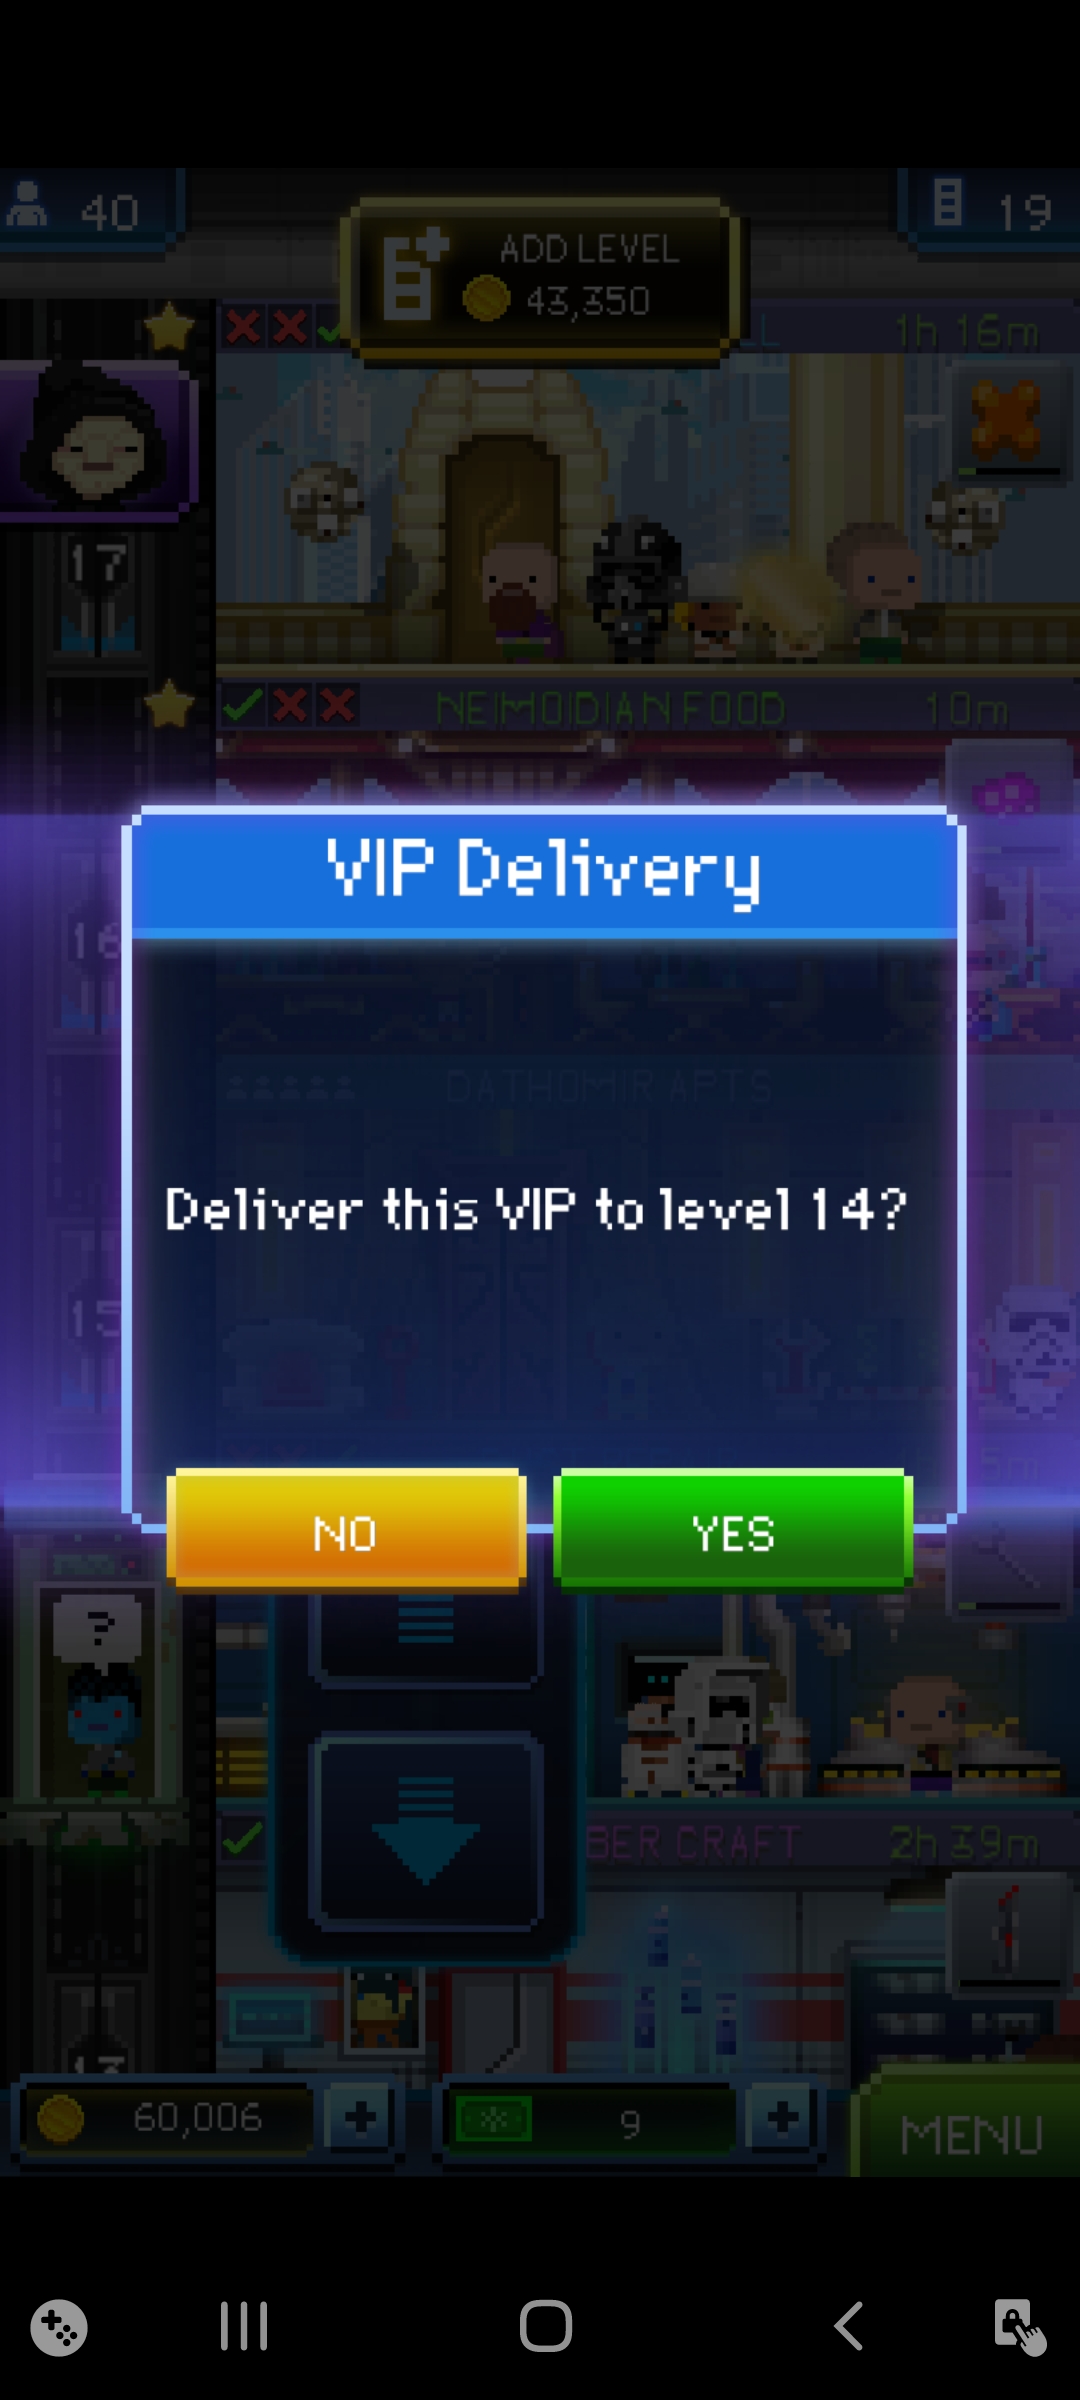 40
ADD LEVEL
43,350
19
1h 16m
17
NEIMOIDIAN FOOD
10m
VIP Delivery
16
DATHOMIR APTS
Deliver this VIP to level 14?
15
NO
YES
?
BER CRAFT
2h 39m
13
60,006
9
MENU